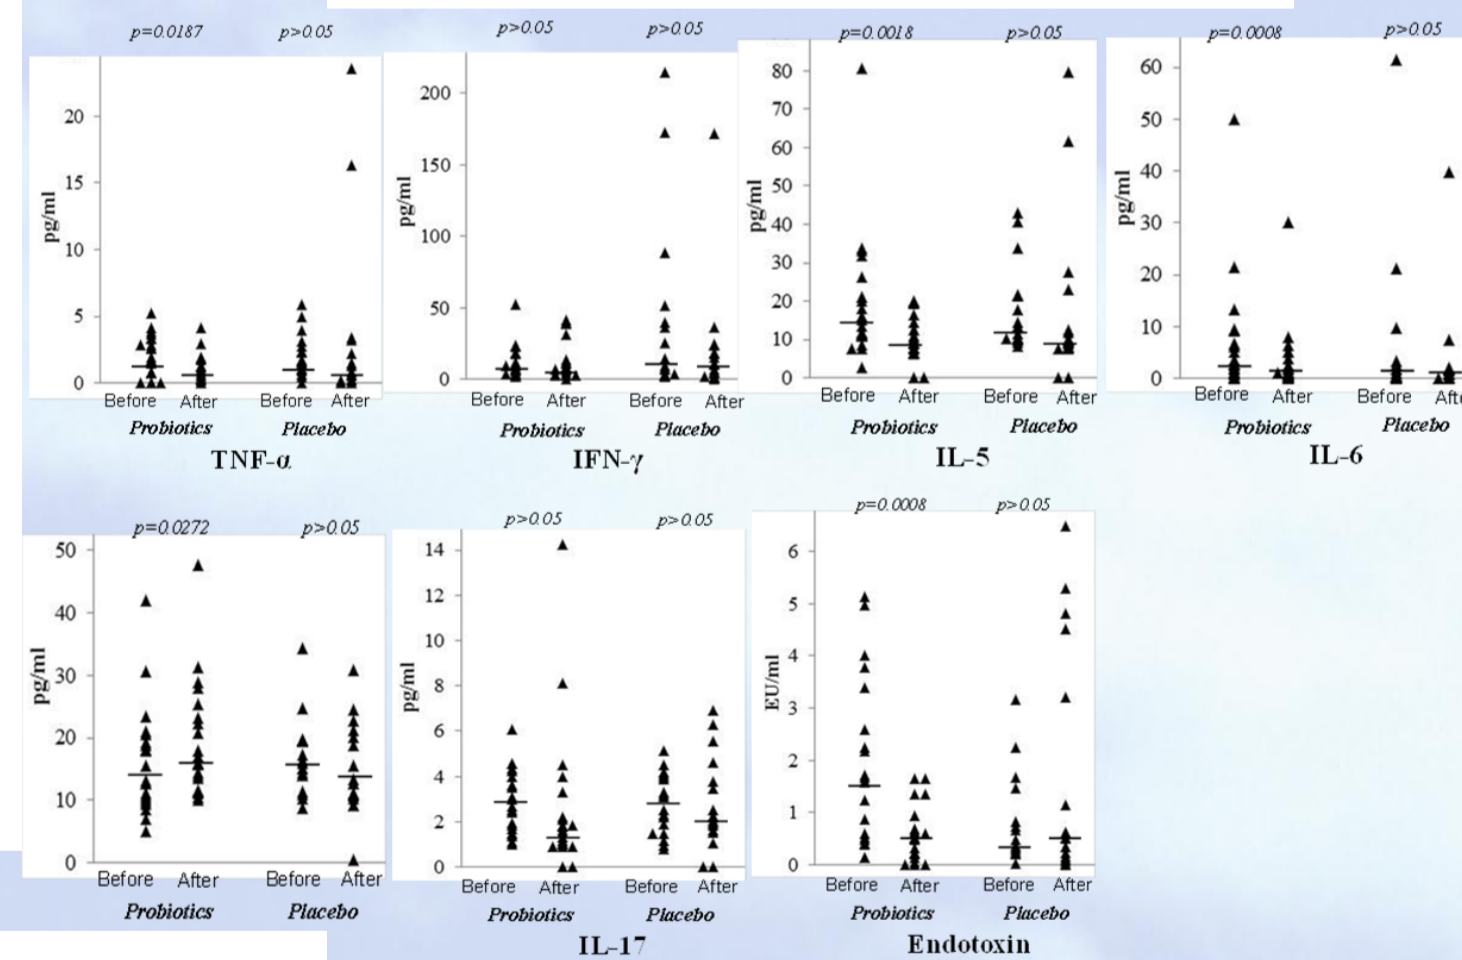 p=0.0187 p>0.05
p>0.05 p>0.05
p=0.0018 p>0.05
p=0.0008 p>0.05
pg/ml
20
15
10
5
0
Before After Before After
Probiotics Placebo
TNF-α
pg/ml
200
150
100
50
0
Before After Before After
Probiotics Placebo
IFN-γ
pg/ml
80
70
60
50
40
30
20
10
0
Before After Before After
Probiotics Placebo
IL-5
pg/ml
60
50
40
30
20
10
0
Before After Before Afte
Probiotics Placebo
IL-6
p=0.0272 p>0.05
pg/ml
50
40
30
20
10
0
Before After Before After
Probiotics Placebo
p>0.05 p>0.05
pg/ml
14
12
10
8
6
4
2
0
Before After Before After
Probiotics Placebo
IL-17
p=0.0008 p>0.05
EU/ml
6
5
4
3
2
1
0
Before After Before After
Probiotics Placebo
Endotoxin